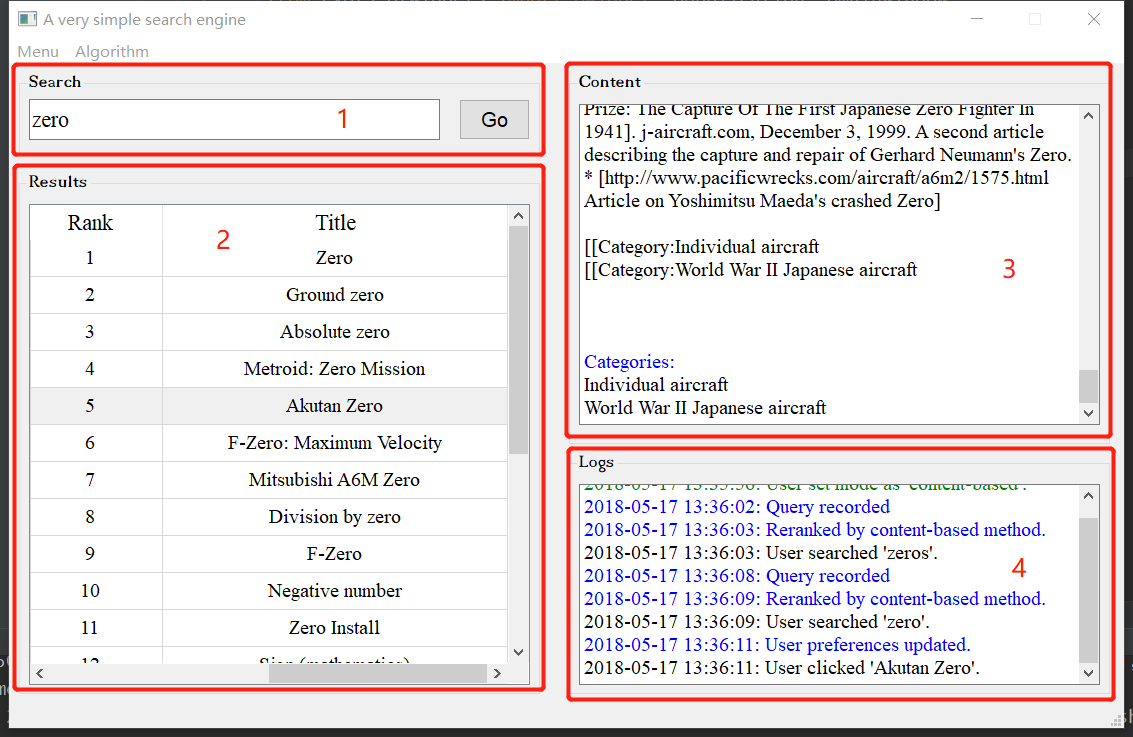 A very simple search engine
Menu Algorithm
Search
zero
1
Go
Results
2
Rank Title
1 Zero
2 Ground zero
3 Absolute zero
4 Metroid: Zero Mission
5 Akutan Zero
6 F-Zero: Maximum Velocity
7 Mitsubishi A6M Zero
8 Division by zero
9 F-Zero
10 Negative number
11 Zero Install
12 Sign (mathematics)
Content
Prize: The Capture Of The First Japanese Zero Fighter In
1941]. j-aircraft.com, December 3, 1999. A second article
describing the capture and repair of Gerhard Neumann's Zero.
* [http://www.pacificwrecks.com/aircraft/a6m2/1575.html
Article on Yoshimitsu Maeda's crashed Zero]
[[Category:Individual aircraft
[[Category:World War II Japanese aircraft
3
Categories:
Individual aircraft
World War II Japanese aircraft
Logs
User set mode as 'content-based'.
2018-05-17 13:36:02: Query recorded
2018-05-17 13:36:03: Reranked by content-based method.
2018-05-17 13:36:03: User searched 'zeros'.
4
2018-05-17 13:36:08: Query recorded
2018-05-17 13:36:09: Reranked by content-based method.
2018-05-17 13:36:09: User searched 'zero'.
2018-05-17 13:36:11: User preferences updated.
2018-05-17 13:36:11: User clicked 'Akutan Zero'.